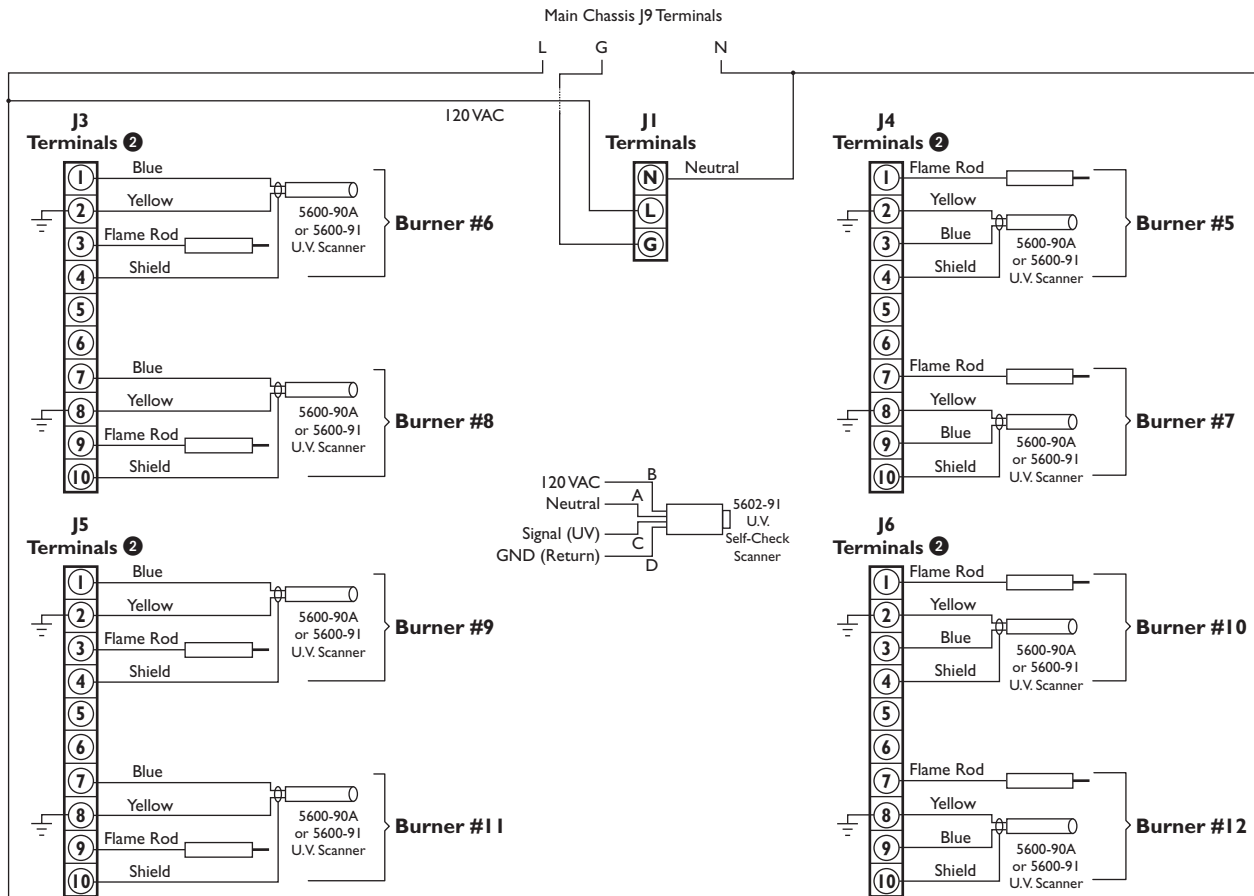 Main Chassis J9 Terminals
L G N
120 VAC
J3
Terminals ❷
1
Blue
2
Yellow
3
Flame Rod
4
Shield
5
6
7
Blue
8
Yellow
9
Flame Rod
10
Shield
5600-90A
or 5600-91
U.V. Scanner
Burner #6
5600-90A
or 5600-91
U.V. Scanner
Burner #8
J1
Terminals
N
Neutral
L
G
J4
Terminals ❷
1
Flame Rod
2
Yellow
3
Blue
4
Shield
5
6
7
Flame Rod
8
Yellow
9
Blue
10
Shield
5600-90A
or 5600-91
U.V. Scanner
Burner #5
5600-90A
or 5600-91
U.V. Scanner
Burner #7
120 VAC
B
Neutral
A
Signal (UV)
C
GND (Return)
D
5602-91
U.V.
Self-Check
Scanner
J5
Terminals ❷
1
Blue
2
Yellow
3
Flame Rod
4
Shield
5
6
7
Blue
8
Yellow
9
Flame Rod
10
Shield
5600-90A
or 5600-91
U.V. Scanner
Burner #9
5600-90A
or 5600-91
U.V. Scanner
Burner #11
J6
Terminals ❷
1
Flame Rod
2
Yellow
3
Blue
4
Shield
5
6
7
Flame Rod
8
Yellow
9
Blue
10
Shield
5600-90A
or 5600-91
U.V. Scanner
Burner #10
5600-90A
or 5600-91
U.V. Scanner
Burner #12